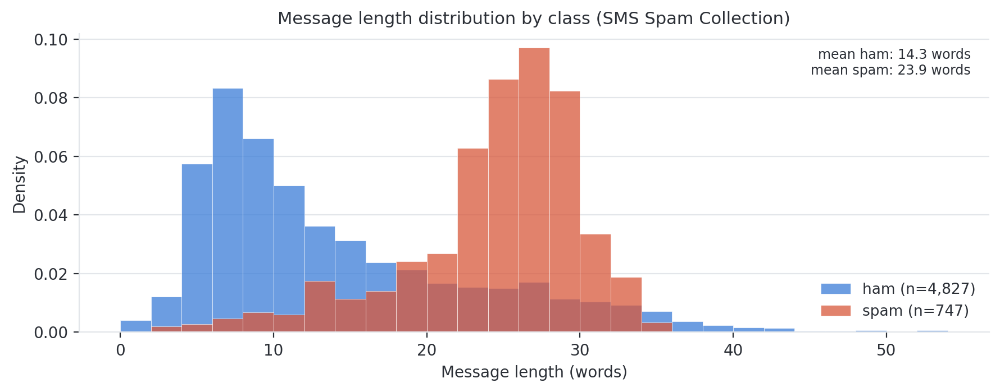 Message length distribution by class (SMS Spam Collection)
mean ham: 14.3 words
mean spam: 23.9 words
Density
0.10
0.08
0.06
0.04
0.02
0.00
ham (n=4,827)
spam (n=747)
0 10 20 30 40 50
Message length (words)